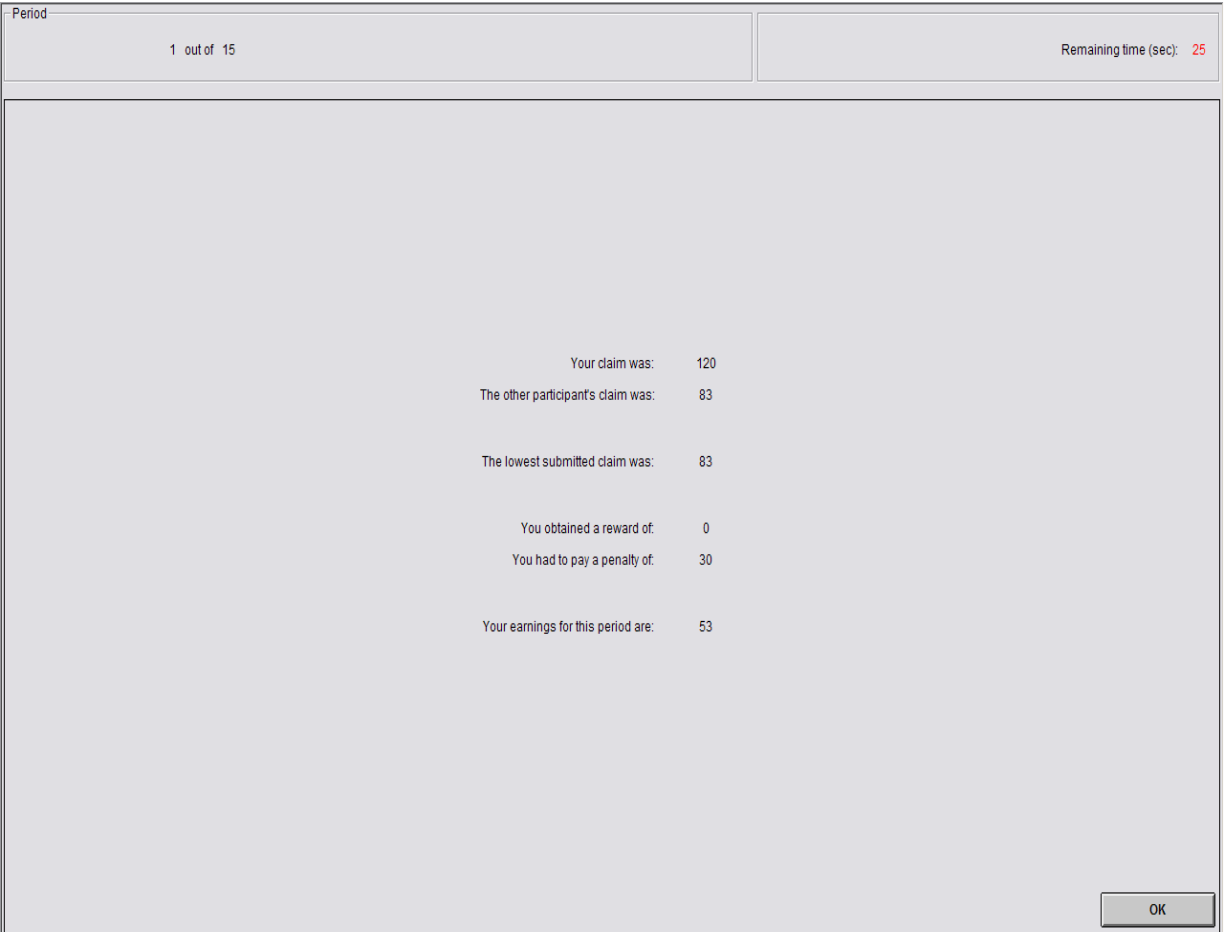 Period
1 out of 15
Remaining time (sec): 25
Your claim was: 120
The other participant's claim was: 83
The lowest submitted claim was: 83
You obtained a reward of: 0
You had to pay a penalty of: 30
Your earnings for this period are: 53
OK